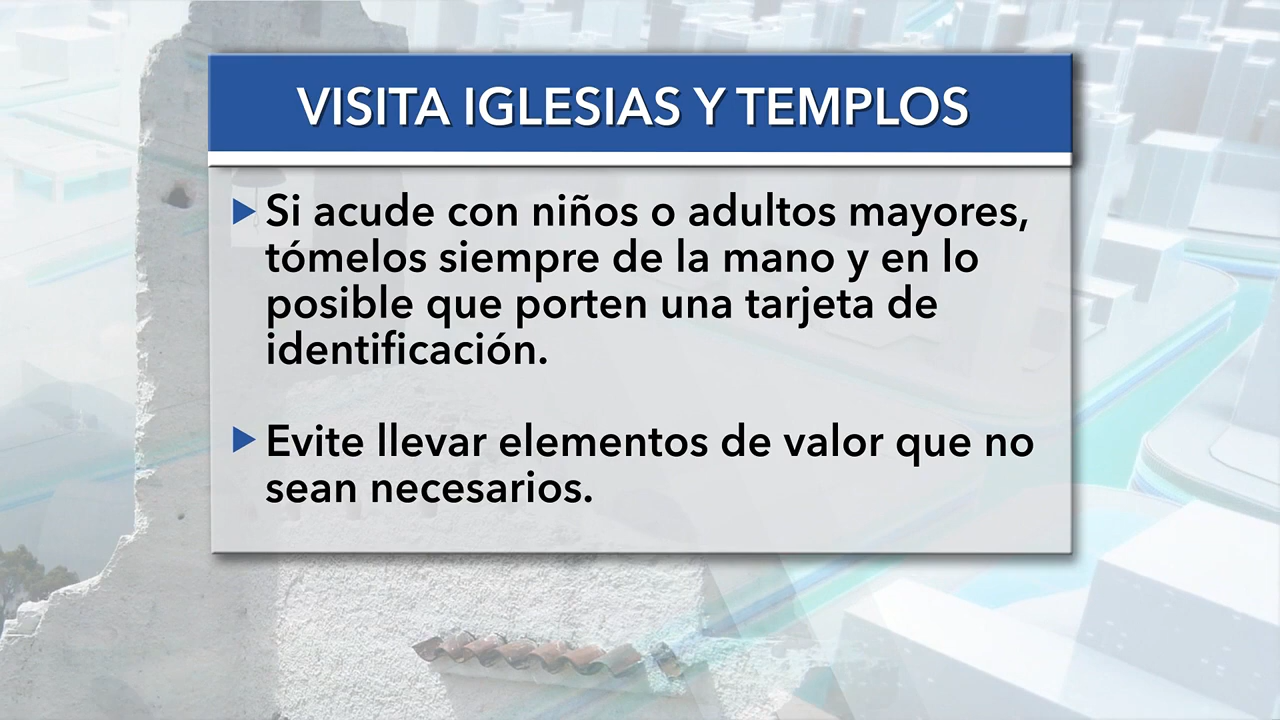 VISITA IGLESIAS Y TEMPLOS
Si acude con niños o adultos mayores,
tómelos siempre de la mano y en lo
posible que porten una tarjeta de
identificación.
Evite llevar elementos de valor que no
sean necesarios.